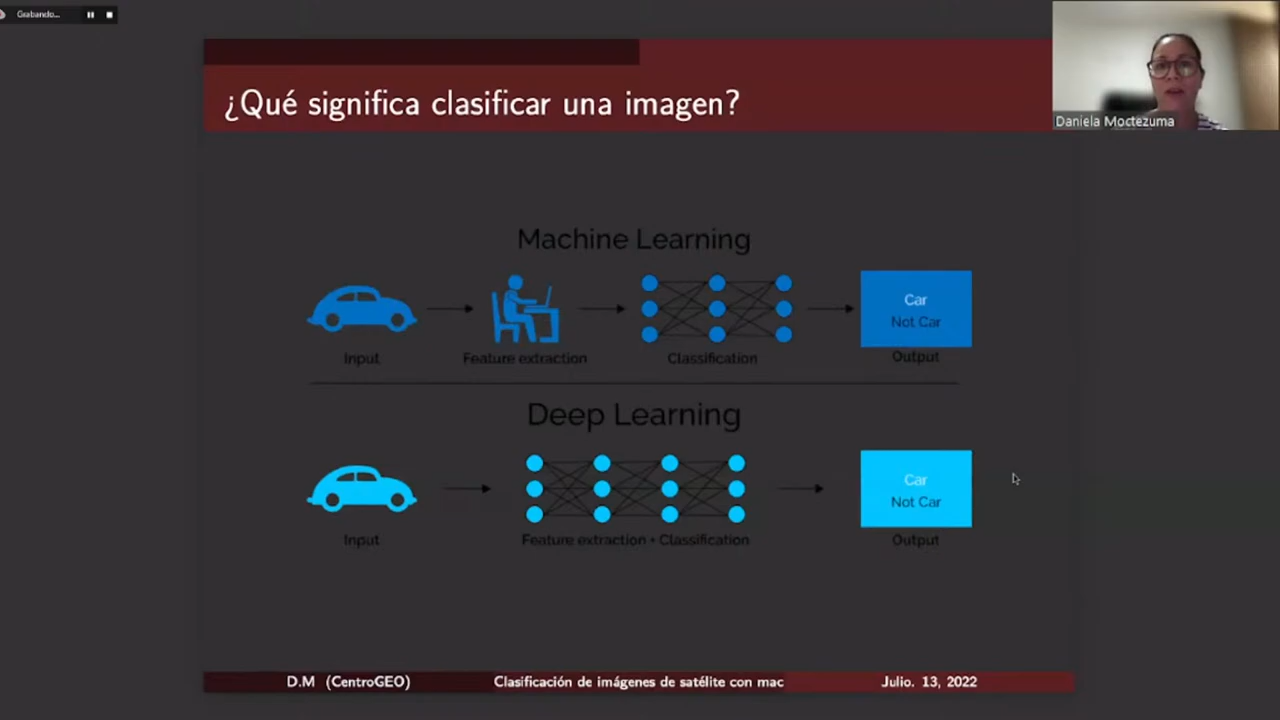 Grabando...
¿Qué significa clasificar una imagen?
Daniela Moctezuma
Machine Learning
Car
Not Car
Input
Feature extraction
Classification
Output
Deep Learning
Car
Not Car
Input
Feature extraction + Classification
Output
D.M (CentroGEO)
Clasificación de imágenes de satélite con mac
Julio. 13, 2022